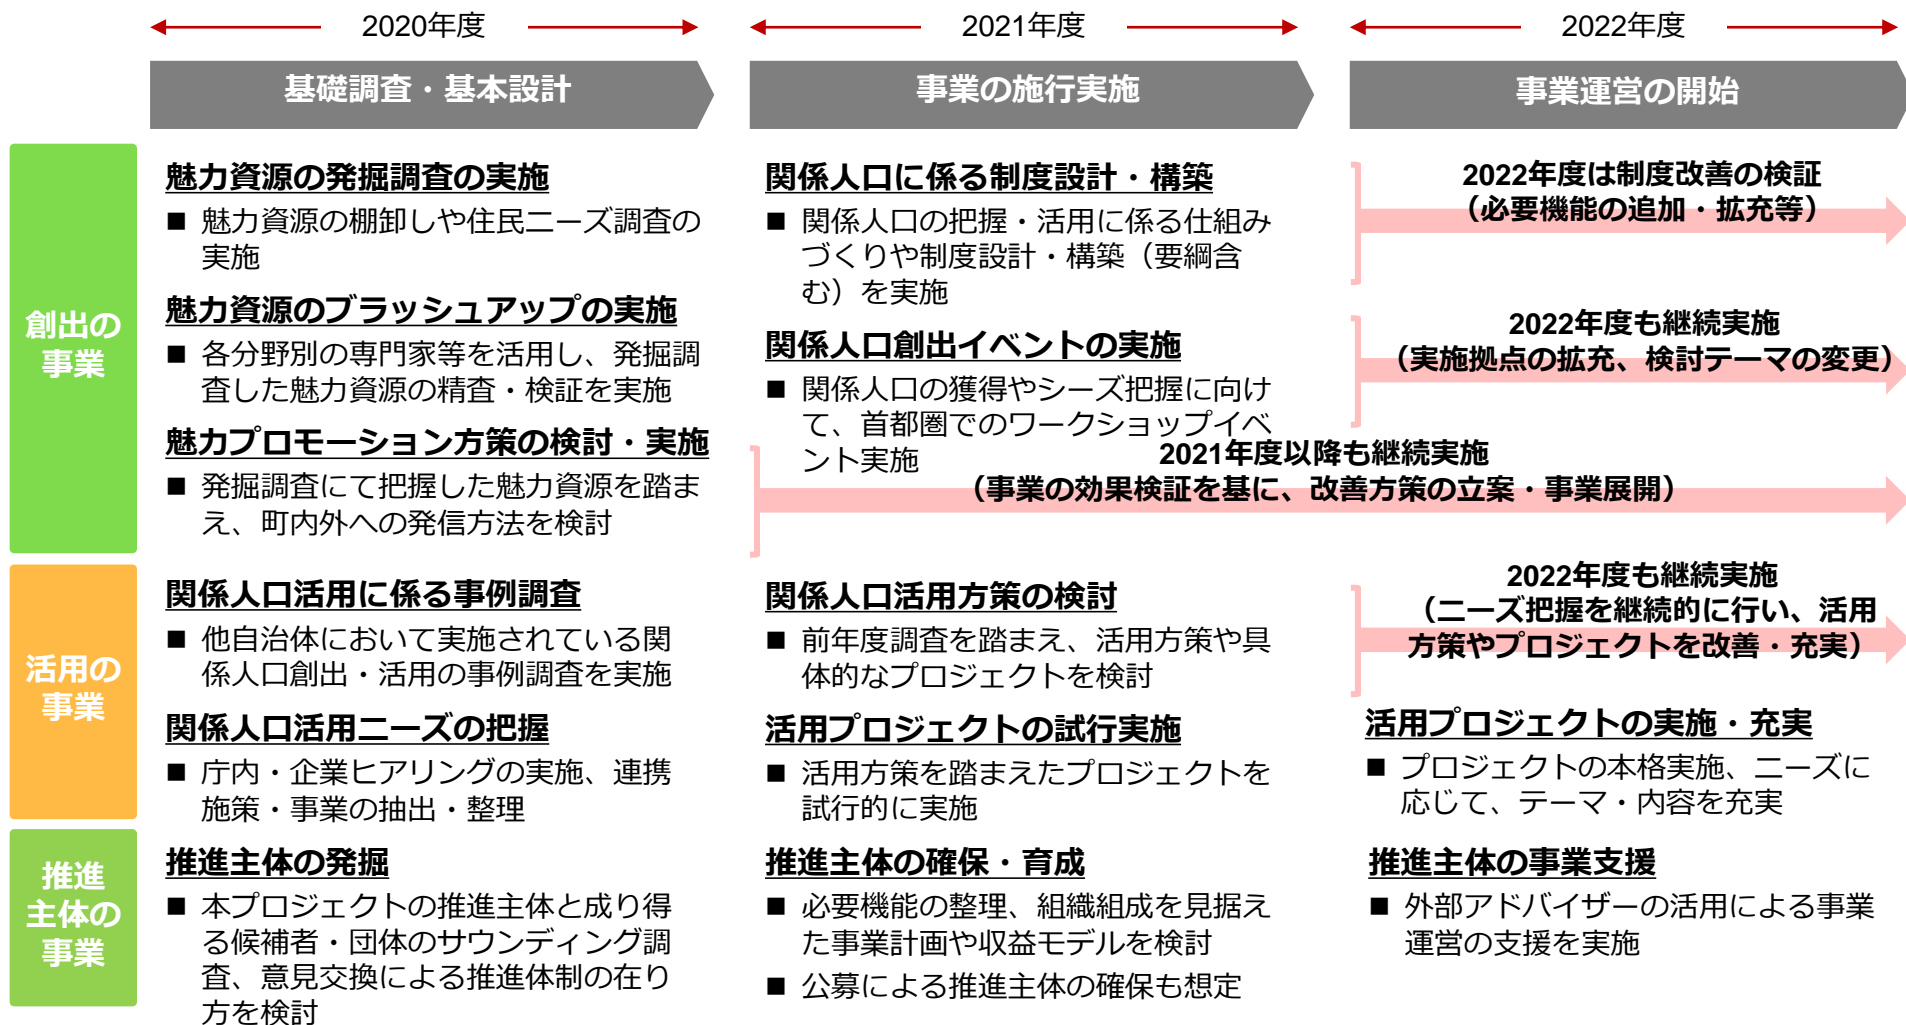 2020年度
2021年度
2022年度
基礎調査・基本設計
事業の施行実施
事業運営の開始
創出の
事業
魅力資源の発掘調査の実施
■ 魅力資源の棚卸しや住民ニーズ調査の
実施
魅力資源のブラッシュアップの実施
■ 各分野別の専門家等を活用し、発掘調
査した魅力資源の精査・検証を実施
魅力プロモーション方策の検討・実施
■ 発掘調査にて把握した魅力資源を踏ま
え、町内外への発信方法を検討
関係人口に係る制度設計・構築
■ 関係人口の把握・活用に係る仕組み
づくりや制度設計・構築（要綱含
む）を実施
関係人口創出イベントの実施
■ 関係人口の獲得やシーズ把握に向け
て、首都圏でのワークショップイベ
ント実施
2022年度は制度改善の検証
（必要機能の追加・拡充等）
2022年度も継続実施
（実施拠点の拡充、検討テーマの変更）
2021年度以降も継続実施
（事業の効果検証を基に、改善方策の立案・事業展開）
活用の
事業
関係人口活用に係る事例調査
■ 他自治体において実施されている関
係人口創出・活用の事例調査を実施
関係人口活用ニーズの把握
■ 庁内・企業ヒアリングの実施、連携
施策・事業の抽出・整理
関係人口活用方策の検討
■ 前年度調査を踏まえ、活用方策や具
体的なプロジェクトを検討
活用プロジェクトの試行実施
■ 活用方策を踏まえたプロジェクトを
試行的に実施
2022年度も継続実施
（ニーズ把握を継続的に行い、活用
方策やプロジェクトを改善・充実）
活用プロジェクトの実施・充実
■ プロジェクトの本格実施、ニーズに
応じて、テーマ・内容を充実
推進
主体の
事業
推進主体の発掘
■ 本プロジェクトの推進主体と成り得
る候補者・団体のサウンディング調
査、意見交換による推進体制の在り
方を検討
推進主体の確保・育成
■ 必要機能の整理、組織組成を見据え
た事業計画や収益モデルを検討
■ 公募による推進主体の確保も想定
推進主体の事業支援
■ 外部アドバイザーの活用による事業
運営の支援を実施